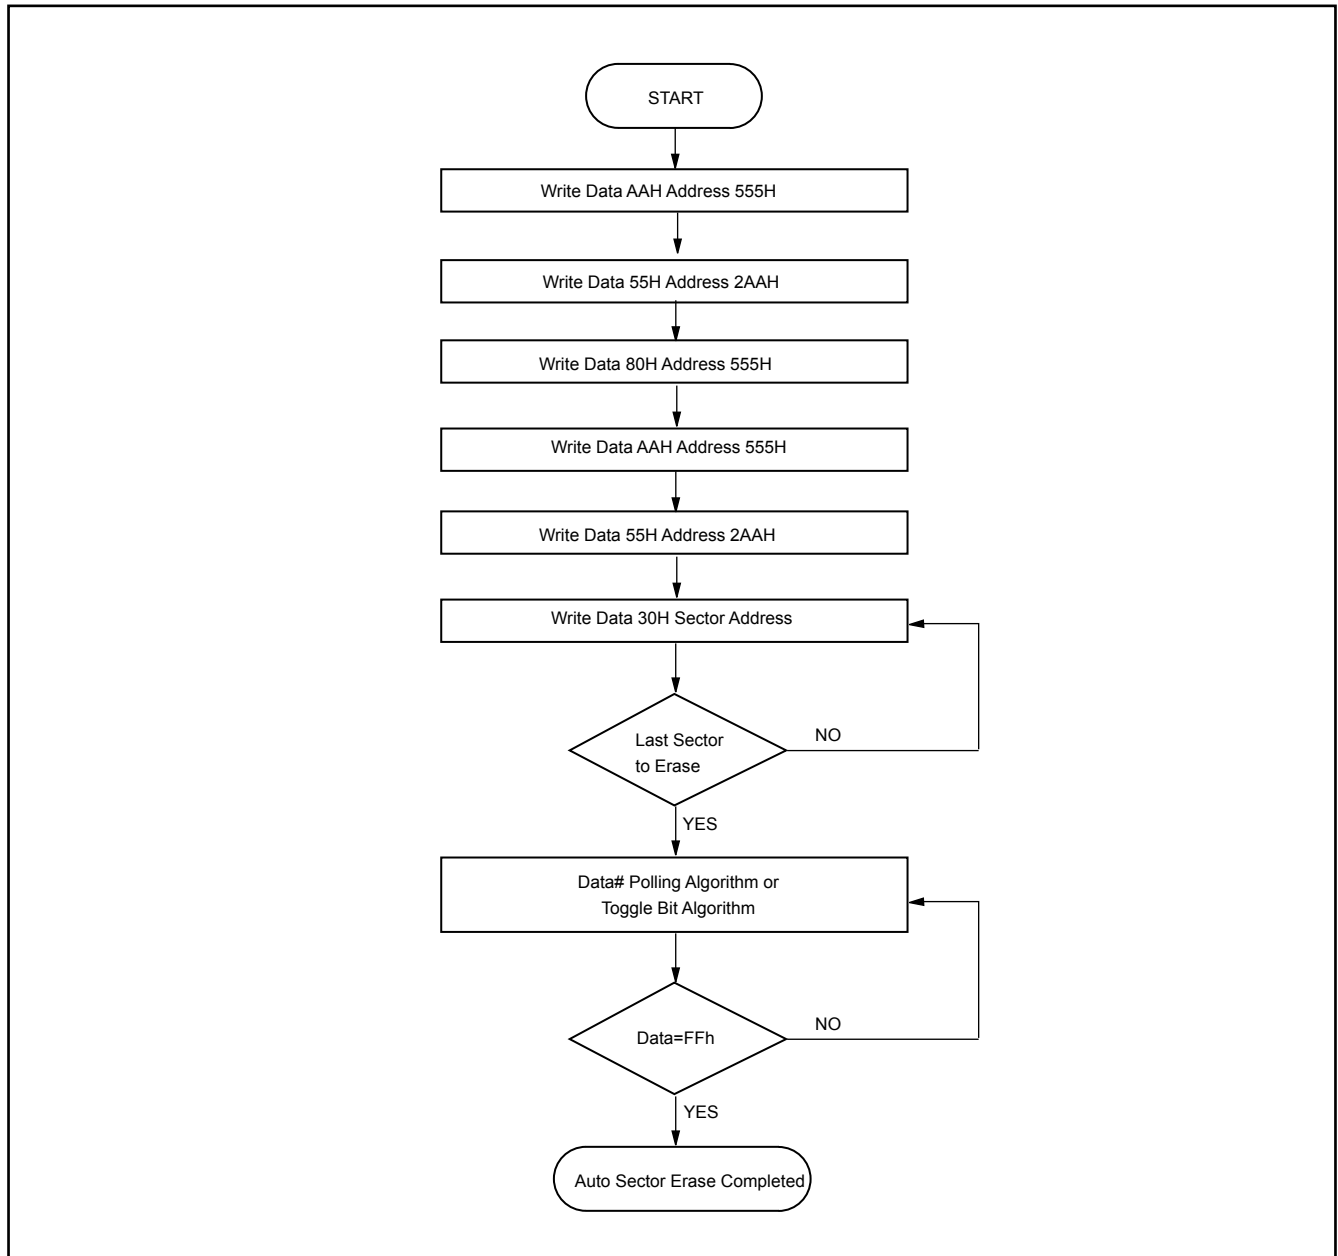 START
Write Data AAH Address 555H
Write Data 55H Address 2AAH
Write Data 80H Address 555H
Write Data AAH Address 555H
Write Data 55H Address 2AAH
Write Data 30H Sector Address
Last Sector
to Erase
NO
YES
Data# Polling Algorithm or
Toggle Bit Algorithm
Data=FFh
NO
YES
Auto Sector Erase Completed